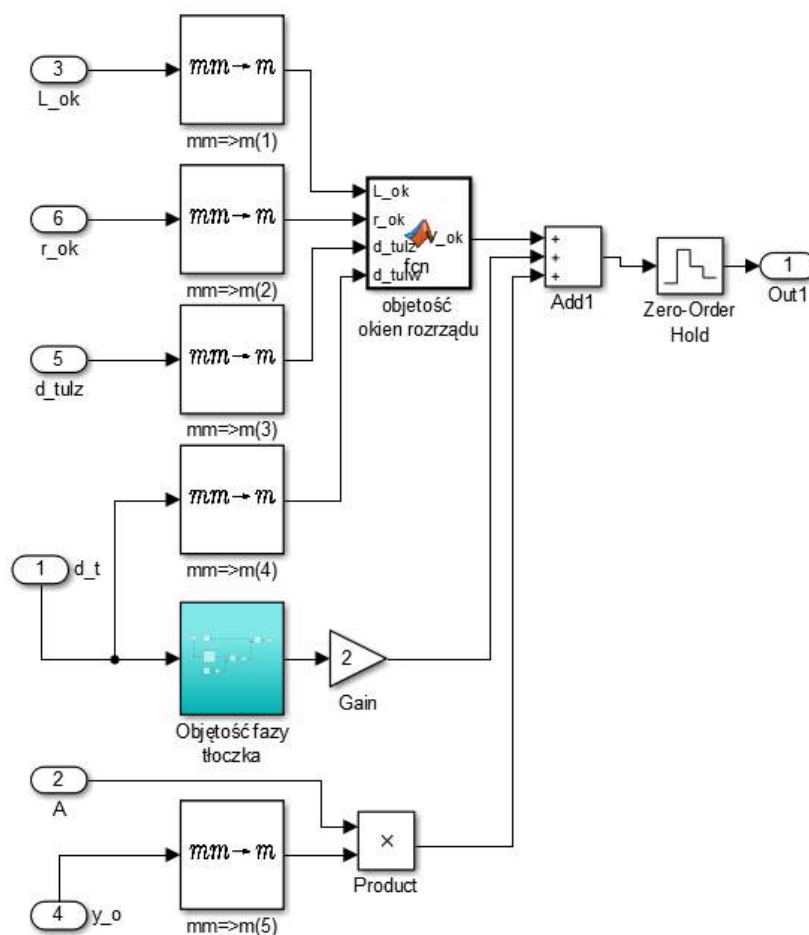 3
L_ok
mm→m
mm=>m(1)
6
r_ok
mm→m
mm=>m(2)
5
d_tulz
mm→m
mm=>m(3)
mm→m
mm=>m(4)
1
d_t
L_ok
r_ok
d_tulz
d_tulw
fcn
v_ok
objetość
okien rozrządu
+
+
+
Add1
Zero-Order
Hold
1
Out1
Objętość fazy
tłoczka
2
Gain
2
A
×
Product
4
y_o
mm→m
mm=>m(5)